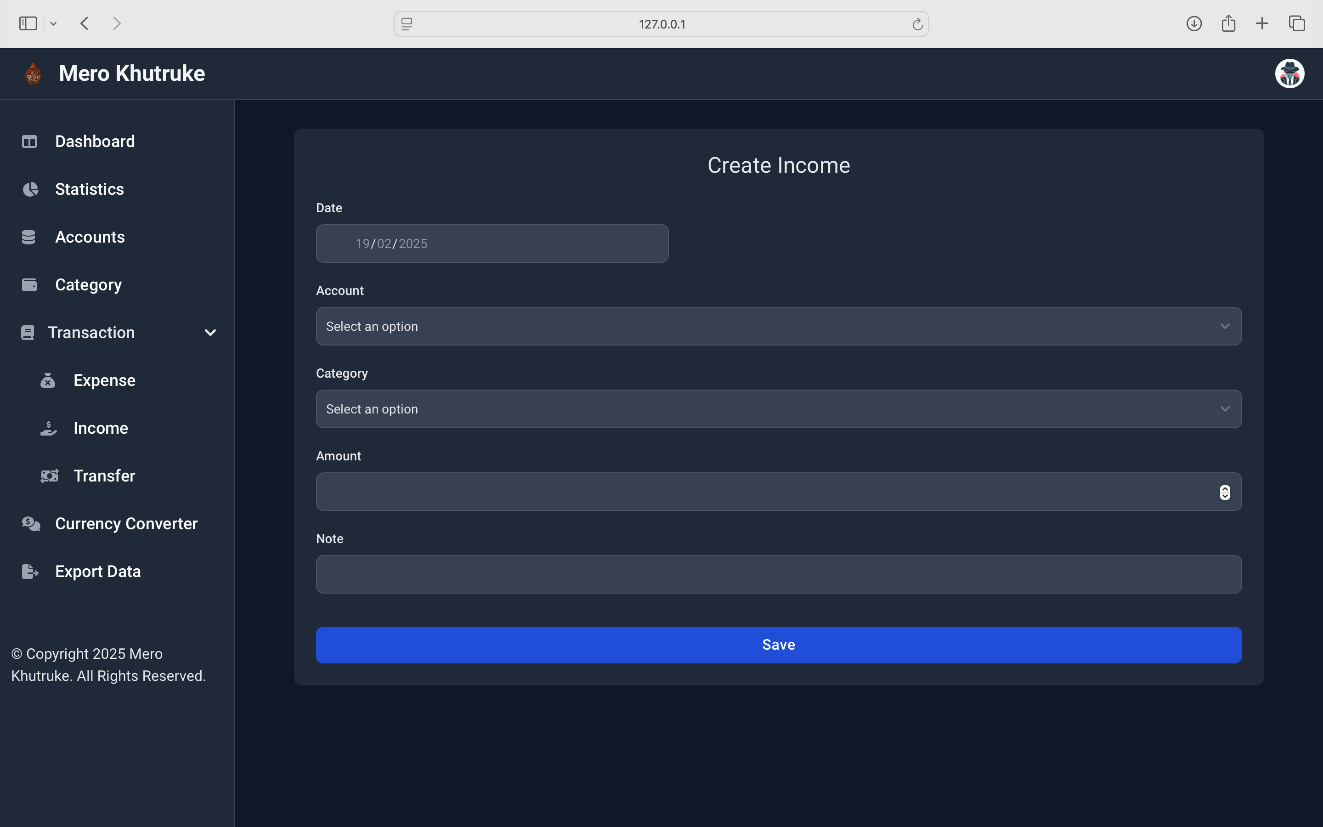 127.0.0.1
Mero Khutruke
Dashboard
Statistics
Accounts
Category
Transaction
Expense
Income
Transfer
Currency Converter
Export Data
© Copyright 2025 Mero
Khutruke. All Rights Reserved.
Create Income
Date
19/02/2025
Account
Select an option
Category
Select an option
Amount
Note
Save